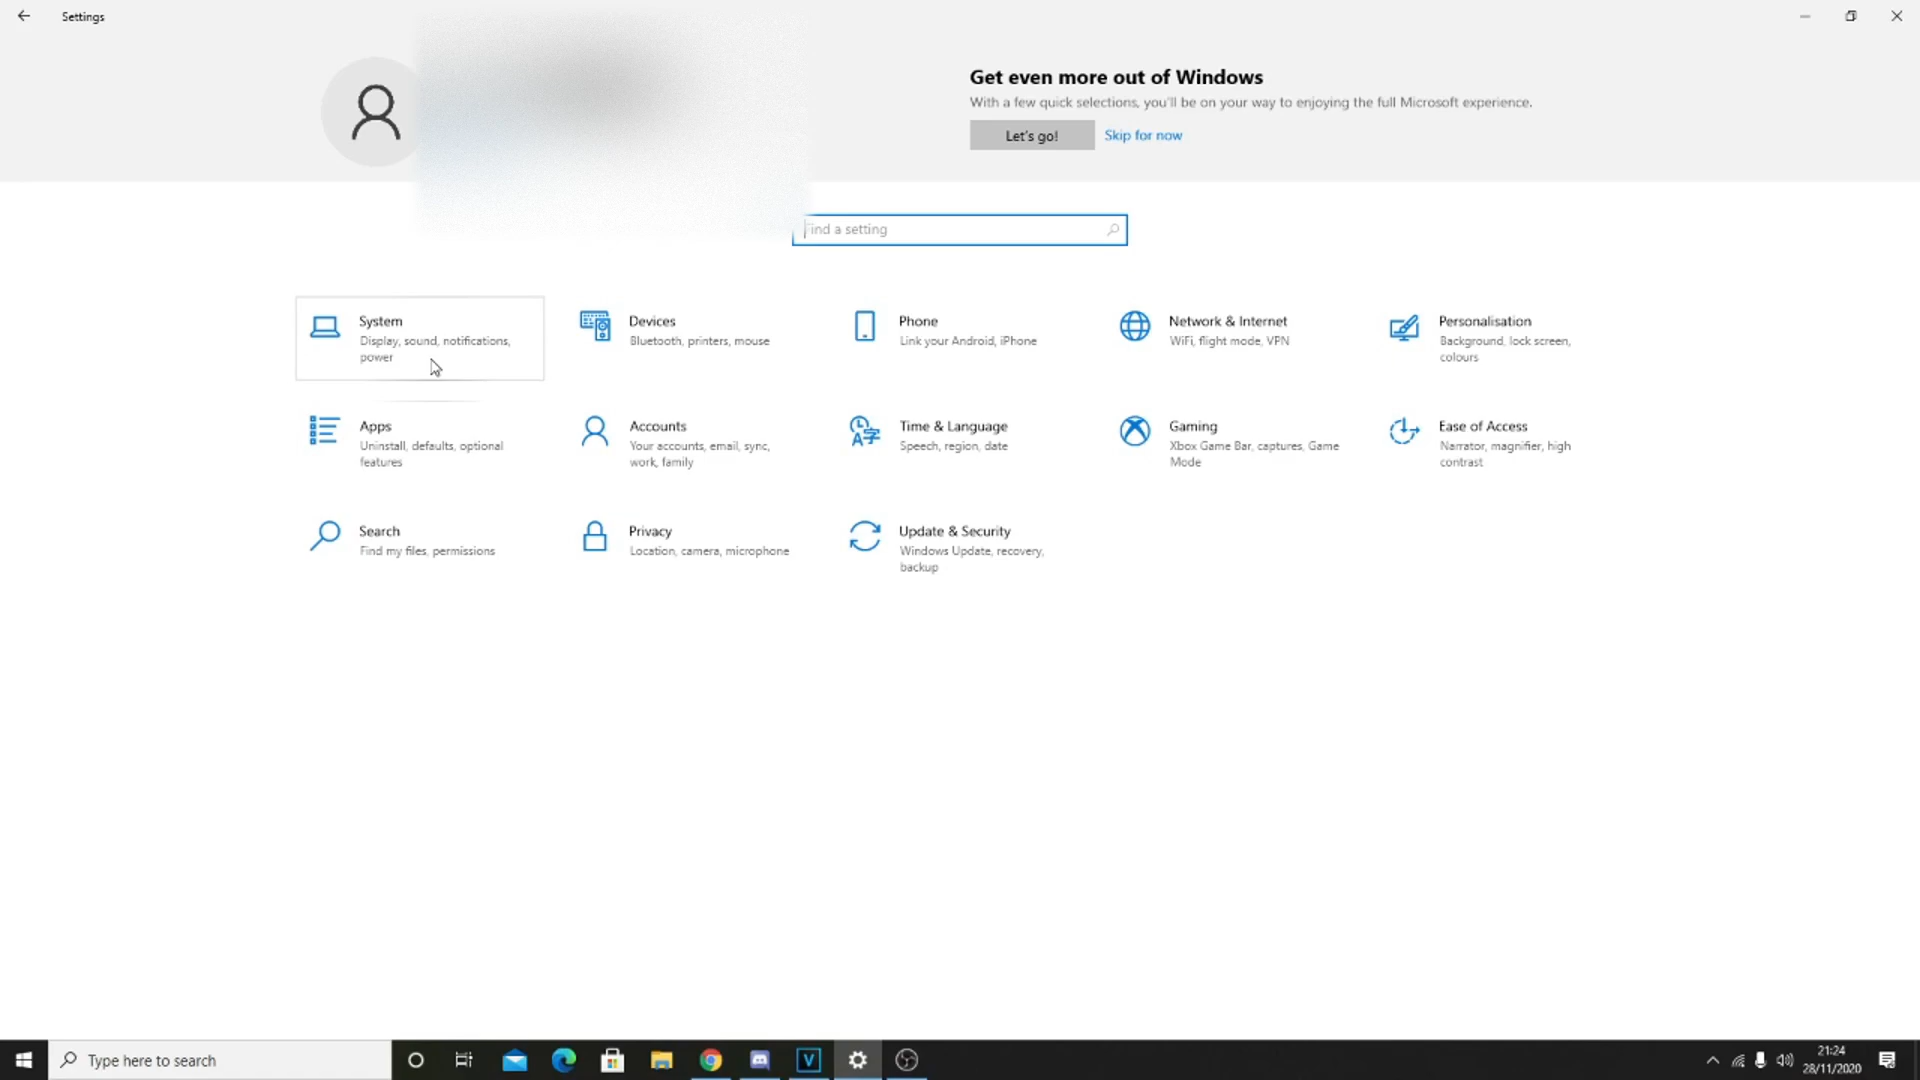 Settings
Get even more out of Windows
With a few quick selections, you'll be on your way to enjoying the full Microsoft experience.
Let's go!
Skip for now
Find a setting
System
Display, sound, notifications,
power
Devices
Bluetooth, printers, mouse
Phone
Link your Android, iPhone
Network & Internet
WiFi, flight mode, VPN
Personalisation
Background, lock screen,
colours
Apps
Uninstall, defaults, optional
features
Accounts
Your accounts, email, sync,
work, family
Time & Language
Speech, region, date
Gaming
Xbox Game Bar, captures, Game
Mode
Ease of Access
Narrator, magnifier, high
contrast
Search
Find my files, permissions
Privacy
Location, camera, microphone
Update & Security
Windows Update, recovery,
backup
Type here to search
V
21:24
28/11/2020